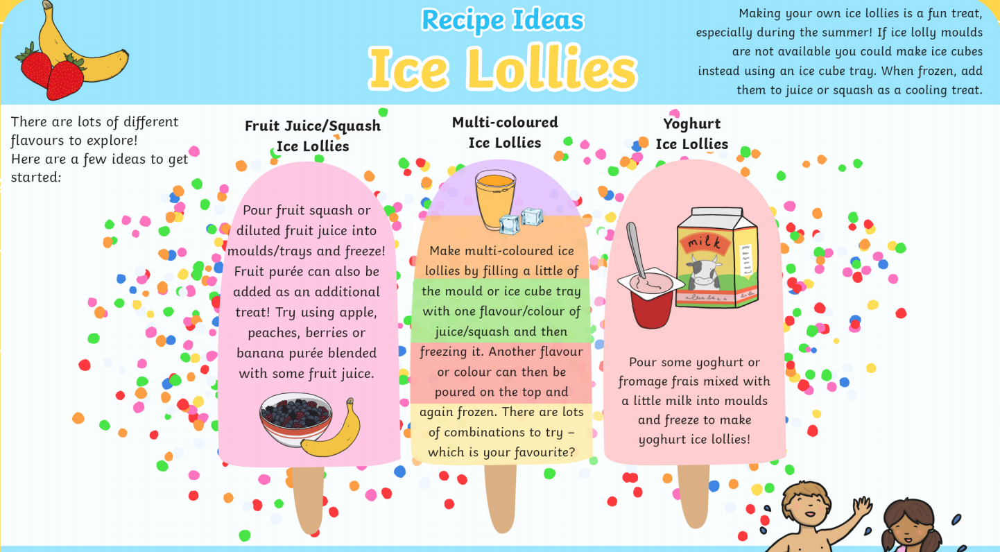 Recipe Ideas
Ice Lollies
Making your own ice lollies is a fun treat,
especially during the summer! If ice lolly moulds
are not available you could make ice cubes
instead using an ice cube tray. When frozen, add
them to juice or squash as a cooling treat.
There are lots of different
flavours to explore!
Here are a few ideas to get
started:
Fruit Juice/Squash
Ice Lollies
Pour fruit squash or
diluted fruit juice into
moulds/trays and freeze!
Fruit purée can also be
added as an additional
treat! Try using apple,
peaches, berries or
banana purée blended
with some fruit juice.
Multi-coloured
Ice Lollies
Make multi-coloured ice
lollies by filling a little of
the mould or ice cube tray
with one flavour/colour of
juice/squash and then
freezing it. Another flavour
or colour can then be
poured on the top and
again frozen. There are lots
of combinations to try –
which is your favourite?
Yoghurt
Ice Lollies
milk
Pour some yoghurt or
fromage frais mixed with
a little milk into moulds
and freeze to make
yoghurt ice lollies!